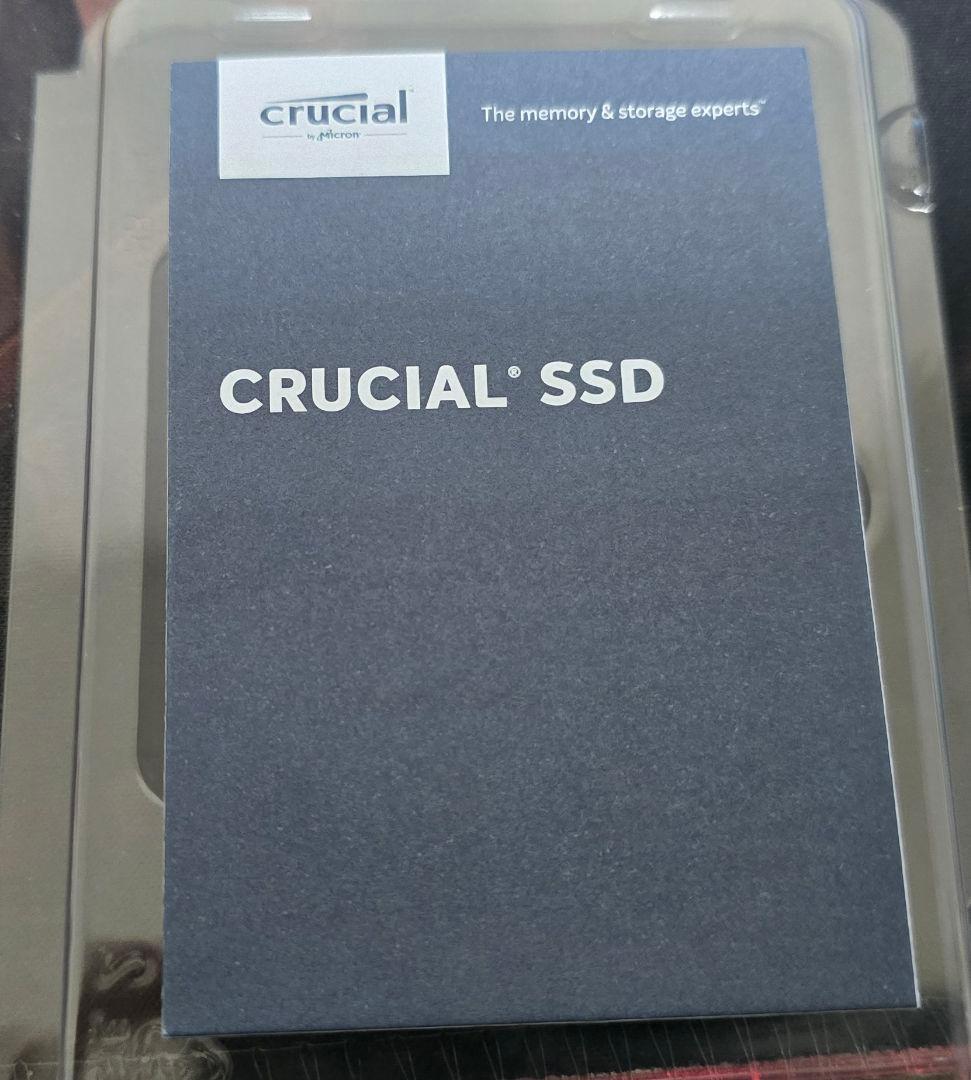 crucial
by Micron
The memory & storage experts™
CRUCIAL® SSD